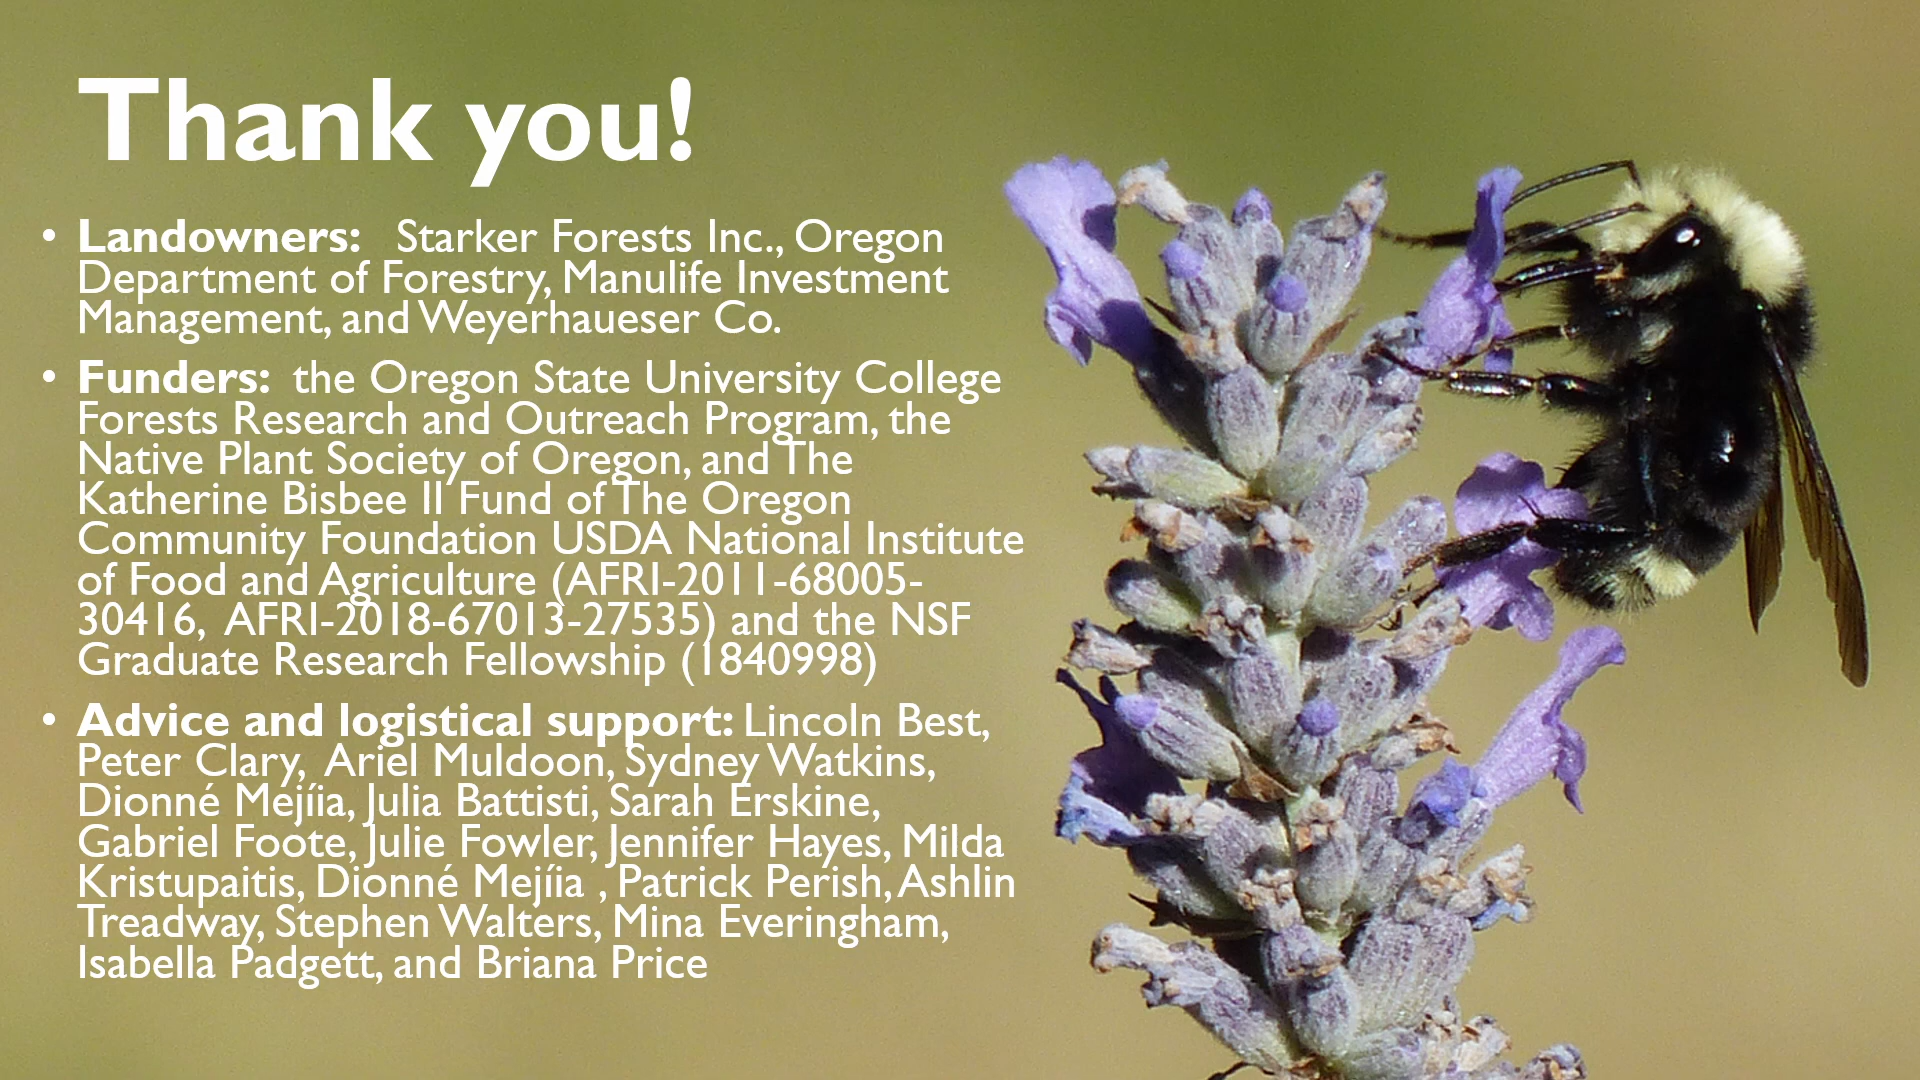 Thank you!
• Landowners: Starker Forests Inc., Oregon
Department of Forestry, Manulife Investment
Management, and Weyerhaueser Co.
• Funders: the Oregon State University College
Forests Research and Outreach Program, the
Native Plant Society of Oregon, and The
Katherine Bisbee II Fund of The Oregon
Community Foundation USDA National Institute
of Food and Agriculture (AFRI-2011-68005-
30416, AFRI-2018-67013-27535) and the NSF
Graduate Research Fellowship (1840998)
• Advice and logistical support: Lincoln Best,
Peter Clary, Ariel Muldoon, Sydney Watkins,
Dionné Mejíia, Julia Battisti, Sarah Erskine,
Gabriel Foote, Julie Fowler, Jennifer Hayes, Milda
Kristupaitis, Dionné Mejíia , Patrick Perish, Ashlin
Treadway, Stephen Walters, Mina Everingham,
Isabella Padgett, and Briana Price